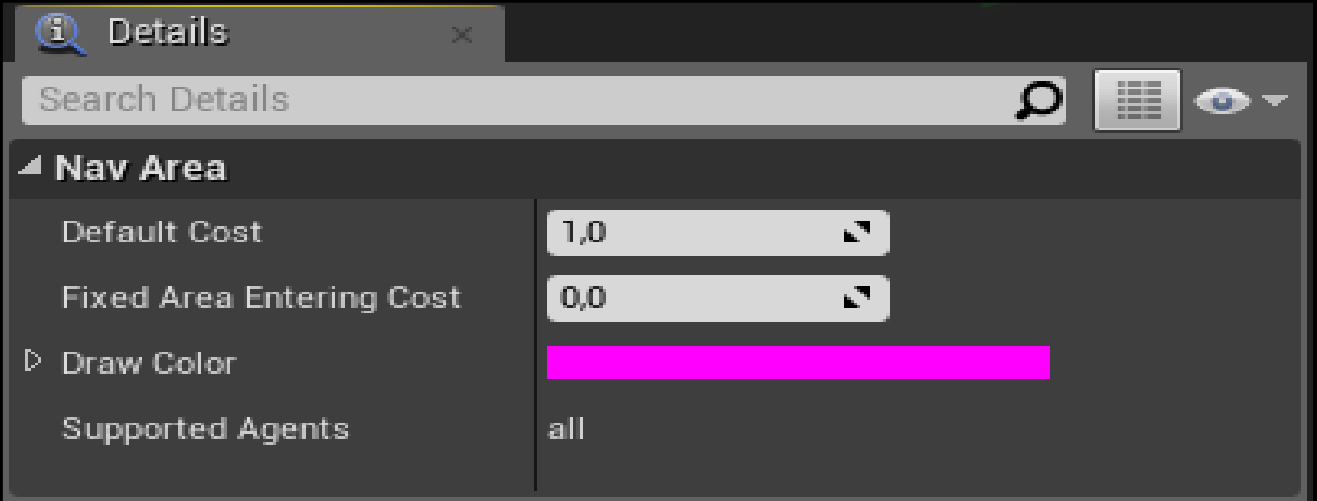 Details
Search Details
Nav Area
Default Cost 1,0
Fixed Area Entering Cost 0,0
Draw Color
Supported Agents all